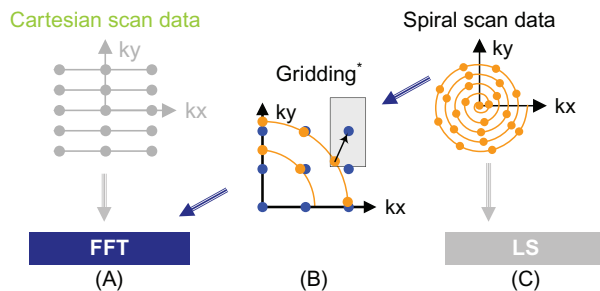 Cartesian scan data
Spiral scan data
ky
kx
Gridding*
ky
kx
ky
kx
FFT
LS
(A)
(B)
(C)